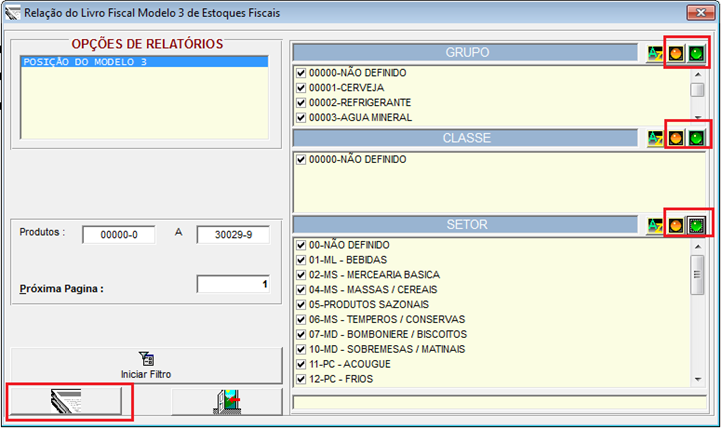 Relação do Livro Fiscal Modelo 3 de Estoques Fiscais
OPÇÕES DE RELATÓRIOS
POSIÇÃO DO MODELO 3
Produtos :
00000-0
A
30029-9
Próxima Pagina :
1
Iniciar Filtro
GRUPO
00000-NÃO DEFINIDO
00001-CERVEJA
00002-REFRIGERANTE
00003-AGUA MINERAL
CLASSE
00000-NÃO DEFINIDO
SETOR
00-NÃO DEFINIDO
01-ML - BEBIDAS
02-MS - MERCEARIA BASICA
04-MS - MASSAS / CEREAIS
05-PRODUTOS SAZONAIS
06-MS - TEMPEROS / CONSERVAS
07-MD - BOMBONIERE / BISCOITOS
10-MD - SOBREMESAS / MATINAIS
11-PC - ACOUGUE
12-PC - FRIOS